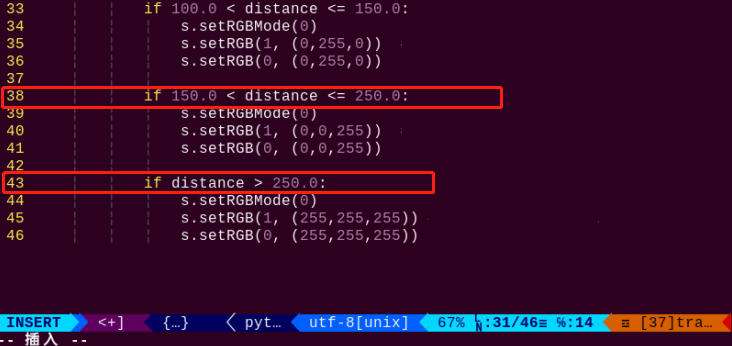 33 if 100.0 < distance <= 150.0:
34 s.setRGBMode(0)
35 s.setRGB(1, (0,255,0))
36 s.setRGB(0, (0,255,0))
37
38 if 150.0 < distance <= 250.0:
39 s.setRGBMode(0)
40 s.setRGB(1, (0,0,255))
41 s.setRGB(0, (0,0,255))
42
43 if distance > 250.0:
44 s.setRGBMode(0)
45 s.setRGB(1, (255,255,255))
46 s.setRGB(0, (255,255,255))
INSERT <+] {…} pyt… utf-8[unix] 67% ␤:31/46≡ ℅:14 ☲ [37]tra…
-- 插入 --